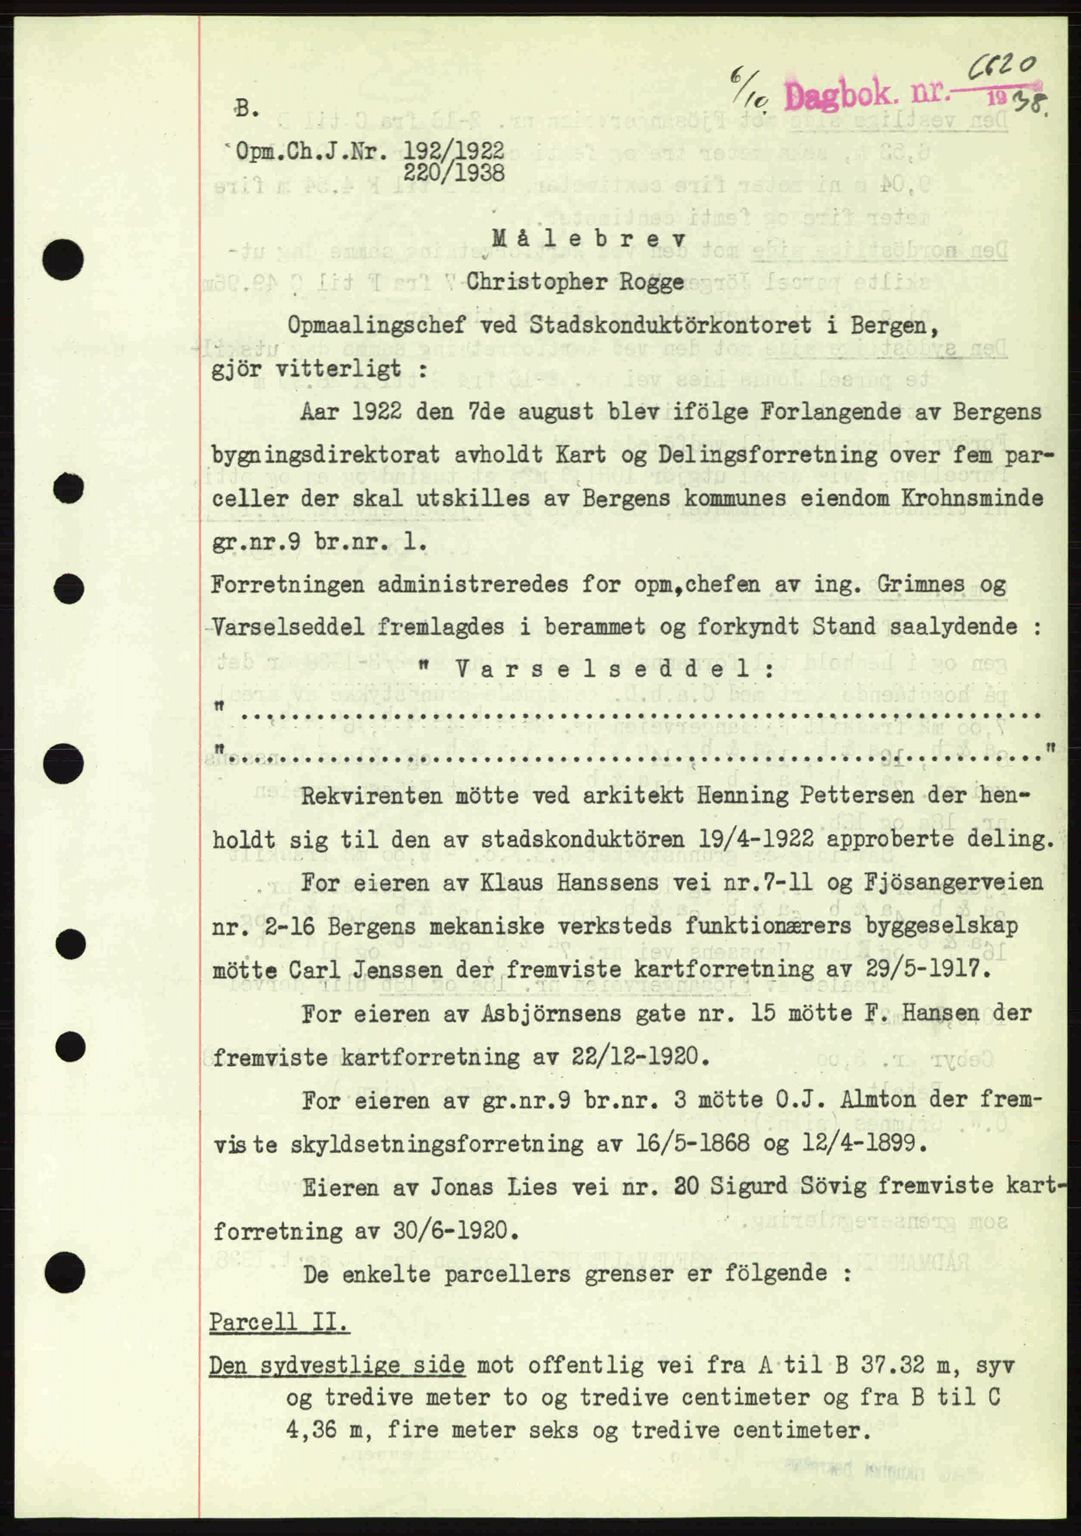 6/10. Dagbok. nr. 6620
1938.
B.
Opm.Ch.J.Nr. 192/1922
220/1938
M å l e b r e v
Christopher Rogge
Opmaalingschef ved Stadskonduktörkontoret i Bergen,
gjör vitterligt :
Aar 1922 den 7de august blev ifölge Forlangende av Bergens
bygningsdirektorat avholdt Kart og Delingsforretning over fem par-
celler der skal utskilles av Bergens kommunes eiendom Krohnsminde
gr.nr.9 br.nr. 1.
Forretningen administreredes for opm.chefen av ing. Grimnes og
Varselseddel fremlagdes i berammet og forkyndt Stand saalydende :
" V a r s e l s e d d e l :
" ...............................................................
"................................................................"
Rekvirenten mötte ved arkitekt Henning Pettersen der hen-
holdt sig til den av stadskonduktören 19/4-1922 approberte deling.
For eieren av Klaus Hanssens vei nr.7-11 og Fjösangerveien
nr. 2-16 Bergens mekaniske verksteds funktionærers byggeselskap
mötte Carl Jenssen der fremviste kartforretning av 29/5-1917.
For eieren av Asbjörnsens gate nr. 15 mötte F. Hansen der
fremviste kartforretning av 22/12-1920.
For eieren av gr.nr.9 br.nr. 3 mötte O.J. Almton der frem-
viste skyldsetningsforretning av 16/5-1868 og 12/4-1899.
Eieren av Jonas Lies vei nr. 20 Sigurd Sövig fremviste kart-
forretning av 30/6-1920.
De enkelte parcellers grenser er fölgende :
Parcell II.
Den sydvestlige side mot offentlig vei fra A til B 37.32 m, syv
og tredive meter to og tredive centimeter og fra B til C
4,36 m, fire meter seks og tredive centimeter.